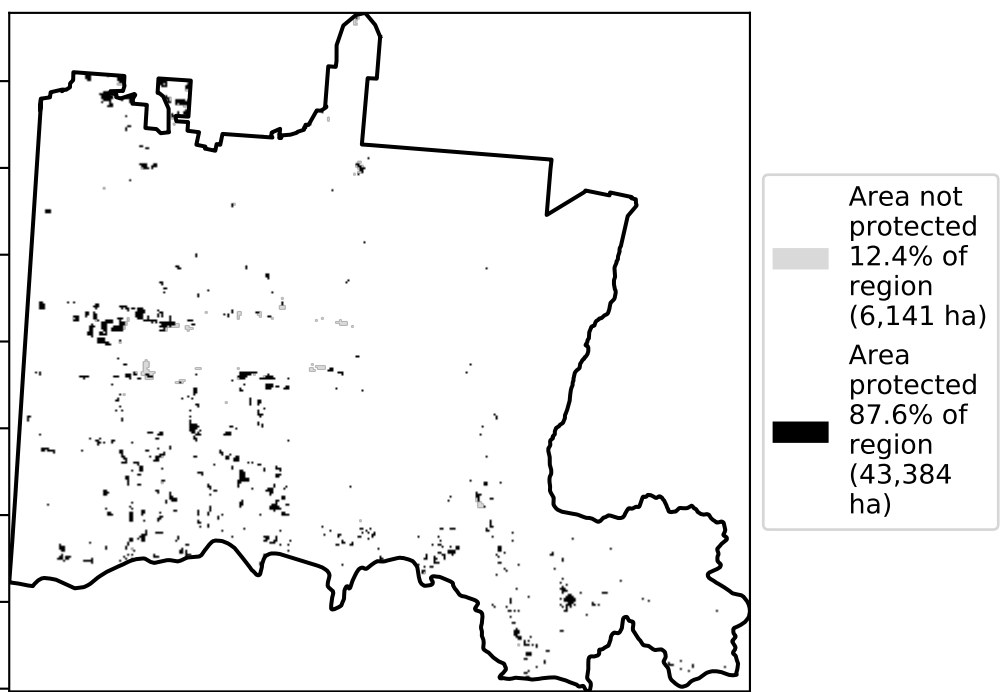 Area not
protected
12.4% of
region
(6,141 ha)
Area
protected
87.6% of
region
(43,384
ha)